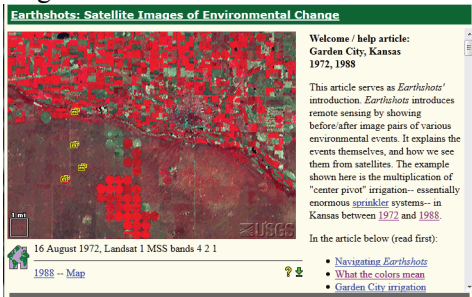 Earthshots: Satellite Images of Environmental Change
Welcome / help article:
Garden City, Kansas
1972, 1988
This article serves as Earthshots'
introduction. Earthshots introduces
remote sensing by showing
before/after image pairs of various
environmental events. It explains the
events themselves, and how we see
them from satellites. The example
shown here is the multiplication of
"center pivot" irrigation-- essentially
enormous sprinkler systems-- in
Kansas between 1972 and 1988.
In the article below (read first):
Navigating Earthshots
What the colors mean
Garden City irrigation
1 mi
USGS
16 August 1972, Landsat 1 MSS bands 4 2 1
1988 -- Map